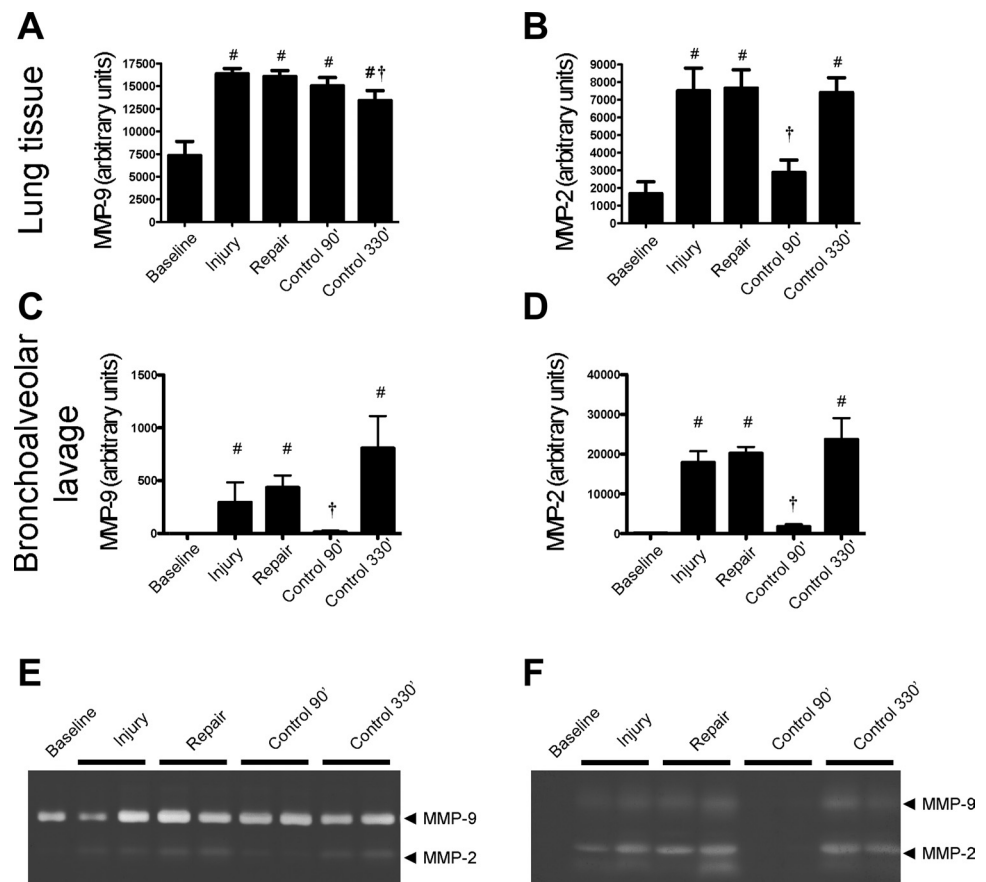 A
Lung tissue
MMP-9 (arbitrary units)
17500
15000
12500
10000
7500
5000
2500
0
#
#
#
#†
Baseline
Injury
Repair
Control 90'
Control 330'
B
MMP-2 (arbitrary units)
9000
8000
7000
6000
5000
4000
3000
2000
1000
0
#
#
†
#
Baseline
Injury
Repair
Control 90'
Control 330'
C
Bronchoalveolar
lavage
MMP-9 (arbitrary units)
1500
1000
500
0
#
#
†
#
Baseline
Injury
Repair
Control 90'
Control 330'
D
MMP-2 (arbitrary units)
40000
30000
20000
10000
0
#
#
†
#
Baseline
Injury
Repair
Control 90'
Control 330'
E
Baseline
Injury
Repair
Control 90'
Control 330'
MMP-9
MMP-2
F
Baseline
Injury
Repair
Control 90'
Control 330'
MMP-9
MMP-2